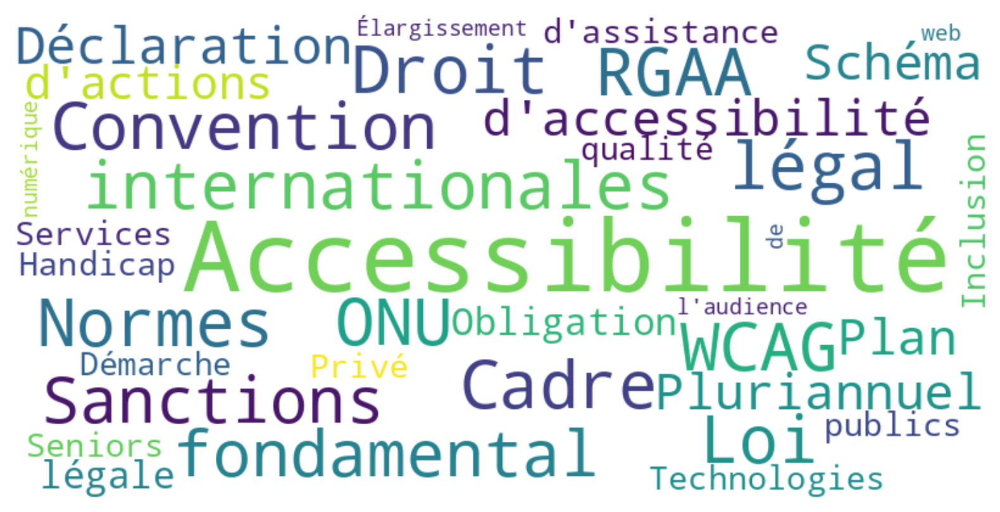 Élargissement
d'assistance
web
Déclaration
Droit
RGAA
Schéma
d'actions
numérique
Convention
d'accessibilité
qualité
légal
Inclusion
internationales
Services
Accessibilité
de
Handicap
Normes
ONU
Obligation
l'audience
WCAG
Plan
Démarche
Privé
Sanctions
Cadre
Pluriannuel
publics
Seniors
fondamental
Loi
légale
Technologies